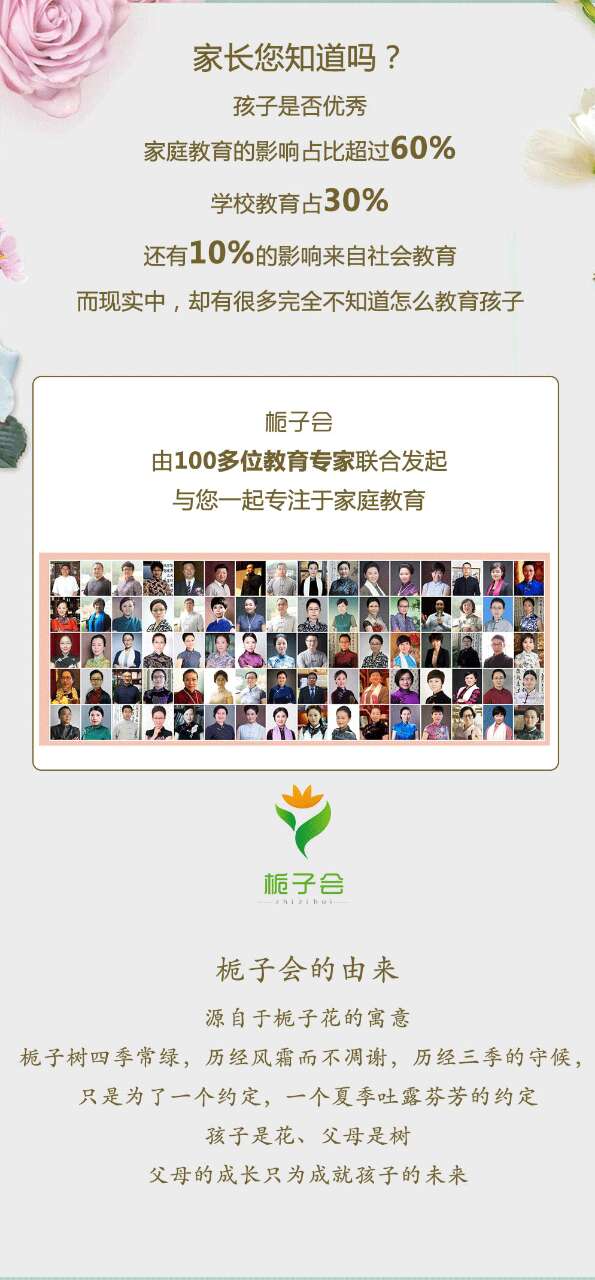 家长您知道吗？
孩子是否优秀
家庭教育的影响占比超过60%
学校教育占30%
还有10%的影响来自社会教育
而现实中，却有很多完全不知道怎么教育孩子
栀子会
由100多位教育专家联合发起
与您一起专注于家庭教育
栀子会
zhizihui
栀子会的由来
源自于栀子花的寓意
栀子树四季常绿，历经风霜而不凋谢，历经三季的守候，
只是为了一个约定，一个夏季吐露芬芳的约定
孩子是花、父母是树
父母的成长只为成就孩子的未来